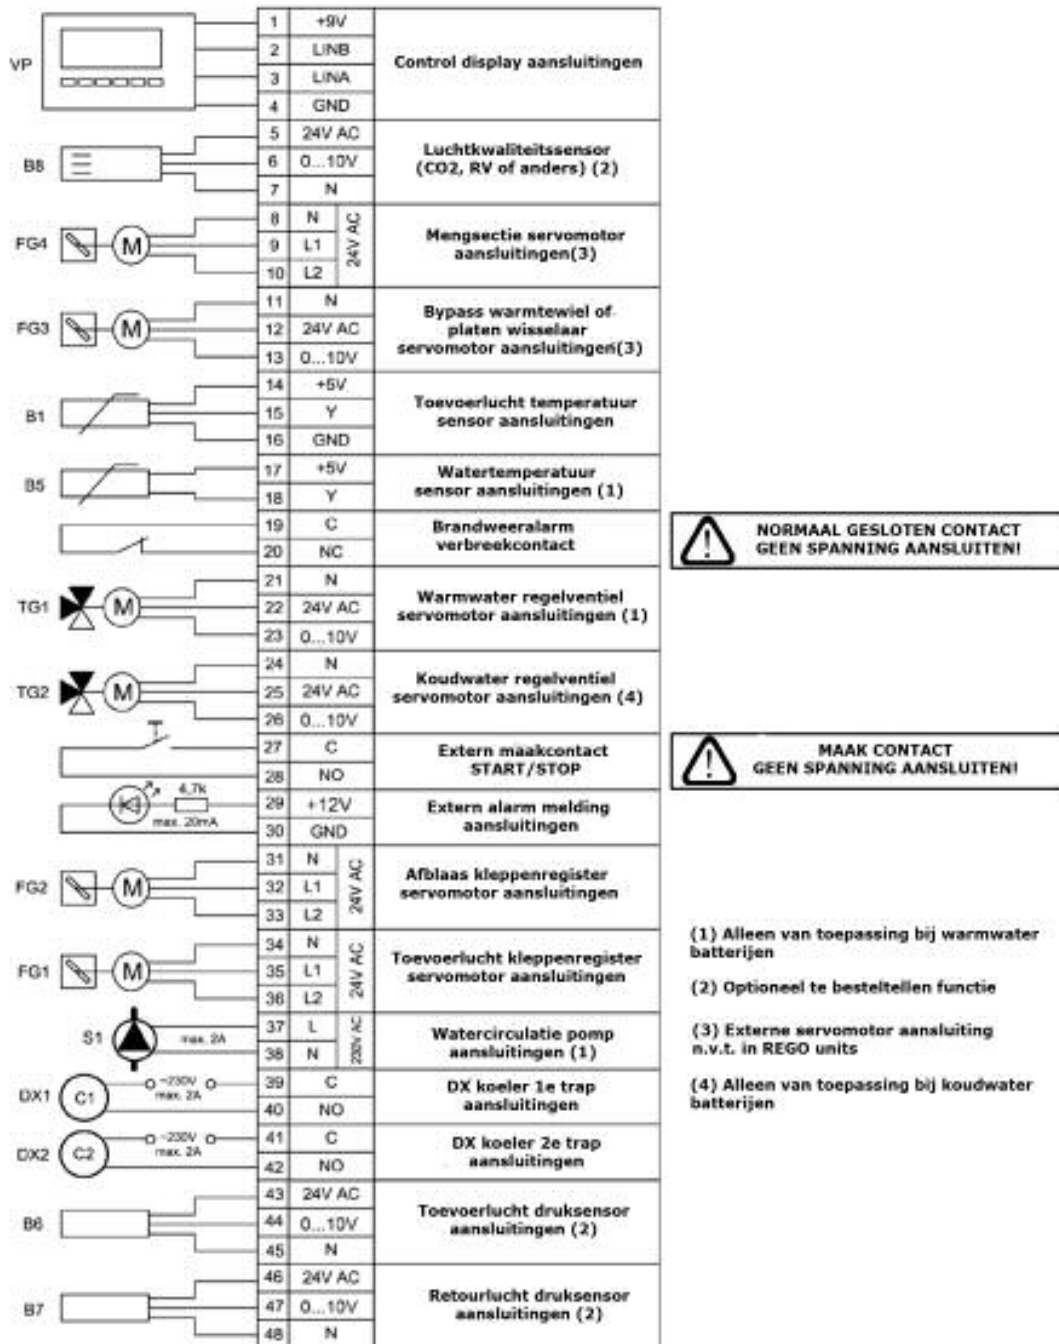 VP
1 +9V
2 LINB
3 LINA
4 GND
Control display aansluitingen
B8
5 24V AC
6 0...10V
7 N
Luchtkwaliteitssensor
(CO2, RV of anders) (2)
FG4
M
8 N
9 L1
10 L2
24V AC
Mengsectie servomotor
aansluitingen(3)
FG3
M
11 N
12 24V AC
13 0...10V
Bypass warmtewiel of
platen wisselaar
servomotor aansluitingen(3)
B1
14 +5V
15 Y
16 GND
Toevoerlucht temperatuur
sensor aansluitingen
B5
17 +5V
18 Y
Watertemperatuur
sensor aansluitingen (1)
19 C
20 NC
Brandweeralarm
verbreekcontact
NORMAAL GESLOTEN CONTACT
GEEN SPANNING AANSLUITEN!
TG1
M
21 N
22 24V AC
23 0...10V
Warmwater regelventiel
servomotor aansluitingen (1)
TG2
M
24 N
25 24V AC
26 0...10V
Koudwater regelventiel
servomotor aansluitingen (4)
27 C
28 NO
Extern maakcontact
START/STOP
MAAK CONTACT
GEEN SPANNING AANSLUITEN!
4,7k
max. 20mA
29 +12V
30 GND
Extern alarm melding
aansluitingen
FG2
M
31 N
32 L1
33 L2
24V AC
Afblaas kleppenregister
servomotor aansluitingen
FG1
M
34 N
35 L1
36 L2
24V AC
Toevoerlucht kleppenregister
servomotor aansluitingen
S1
max. 2A
37 L
38 N
230V AC
Watercirculatie pomp
aansluitingen (1)
DX1
C1
~230V
max. 2A
39 C
40 NO
DX koeler 1e trap
aansluitingen
DX2
C2
~230V
max. 2A
41 C
42 NO
DX koeler 2e trap
aansluitingen
B6
43 24V AC
44 0...10V
45 N
Toevoerlucht druksensor
aansluitingen (2)
B7
46 24V AC
47 0...10V
48 N
Retourlucht druksensor
aansluitingen (2)
(1) Alleen van toepassing bij warmwater
batterijen
(2) Optioneel te besteltellen functie
(3) Externe servomotor aansluiting
n.v.t. in REGO units
(4) Alleen van toepassing bij koudwater
batterijen